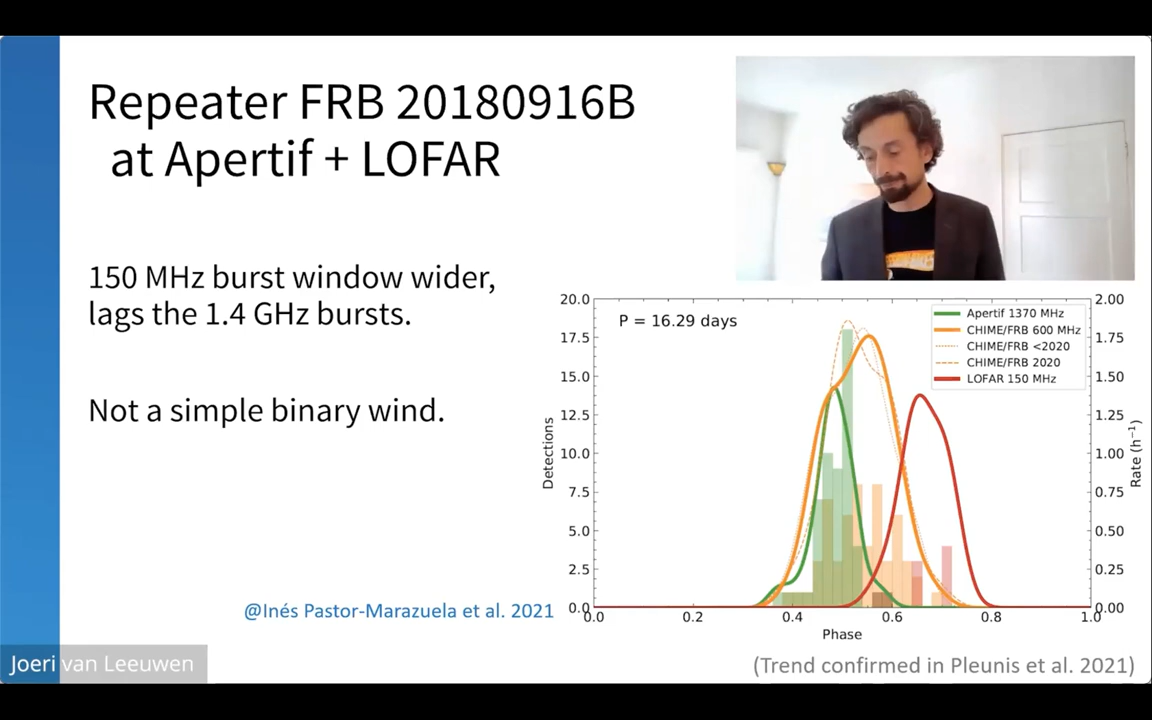 Repeater FRB 20180916B
at Apertif + LOFAR
150 MHz burst window wider,
lags the 1.4 GHz bursts.
Not a simple binary wind.
@Inés Pastor-Marazuela et al. 2021
P = 16.29 days
Apertif 1370 MHz
CHIME/FRB 600 MHz
CHIME/FRB <2020
CHIME/FRB 2020
LOFAR 150 MHz
Detections
20.0
17.5
15.0
12.5
10.0
7.5
5.0
2.5
0.0
Rate (h⁻¹)
2.00
1.75
1.50
1.25
1.00
0.75
0.50
0.25
0.00
0.0 0.2 0.4 0.6 0.8 1.0
Phase
(Trend confirmed in Pleunis et al. 2021)
Joeri van Leeuwen